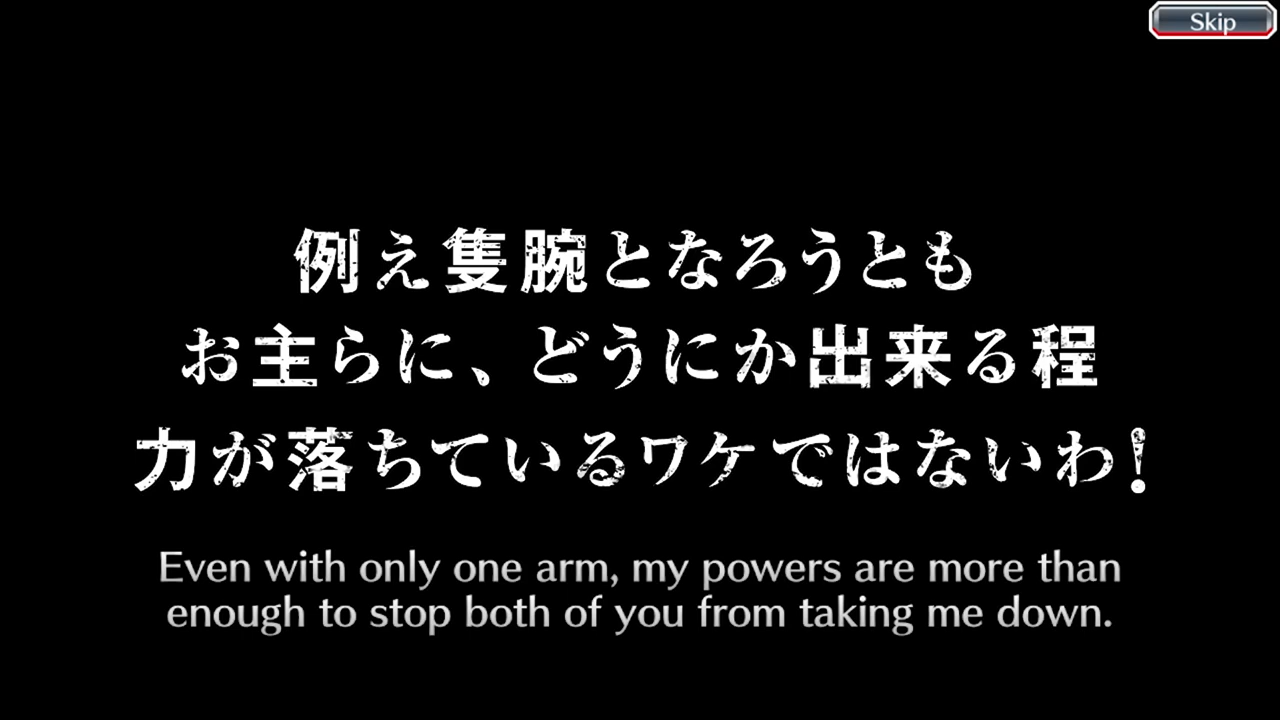 Skip
例え隻腕となろうとも
お主らに、どうにか出来る程
力が落ちているワケではないわ!
Even with only one arm, my powers are more than
enough to stop both of you from taking me down.